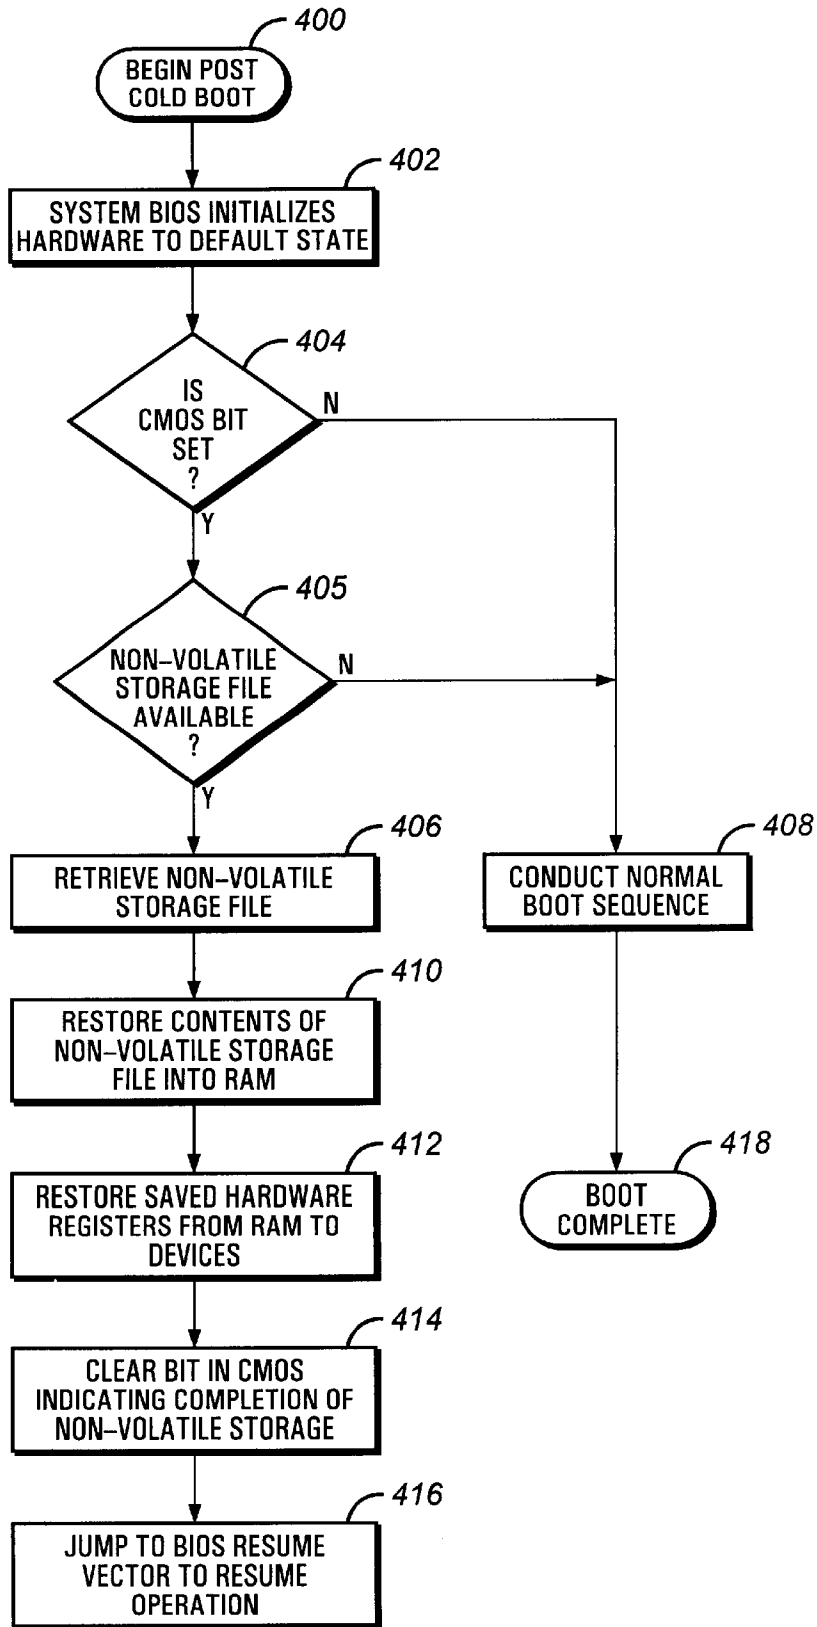 400
BEGIN POST
COLD BOOT
402
SYSTEM BIOS INITIALIZES
HARDWARE TO DEFAULT STATE
404
IS
CMOS BIT
SET
?
N
Y
405
NON–VOLATILE
STORAGE FILE
AVAILABLE
?
N
Y
406
RETRIEVE NON–VOLATILE
STORAGE FILE
408
CONDUCT NORMAL
BOOT SEQUENCE
410
RESTORE CONTENTS OF
NON–VOLATILE STORAGE
FILE INTO RAM
412
RESTORE SAVED HARDWARE
REGISTERS FROM RAM TO
DEVICES
418
BOOT
COMPLETE
414
CLEAR BIT IN CMOS
INDICATING COMPLETION OF
NON–VOLATILE STORAGE
416
JUMP TO BIOS RESUME
VECTOR TO RESUME
OPERATION